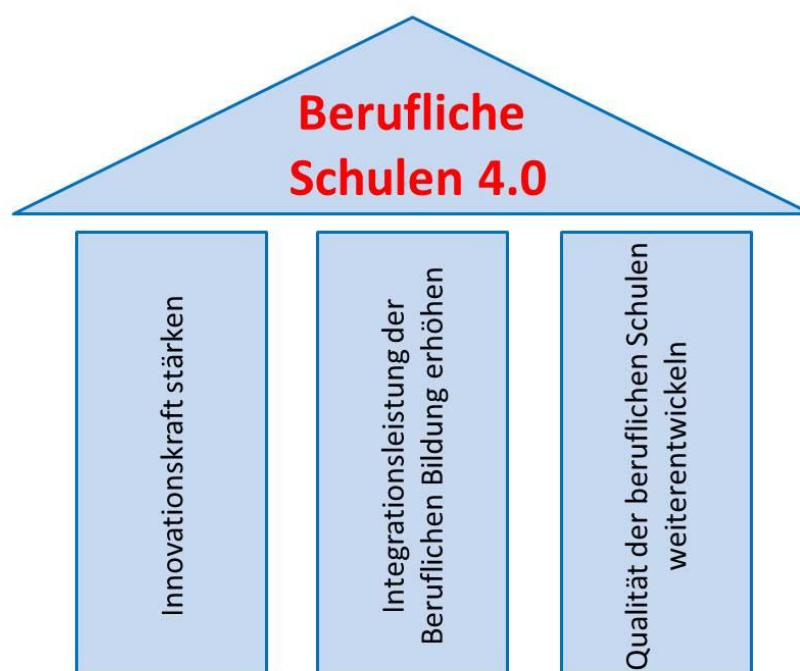 Berufliche
Schulen 4.0
Innovationskraft stärken
Integrationsleistung der
Beruflichen Bildung erhöhen
Qualität der beruflichen Schulen
weiterentwickeln